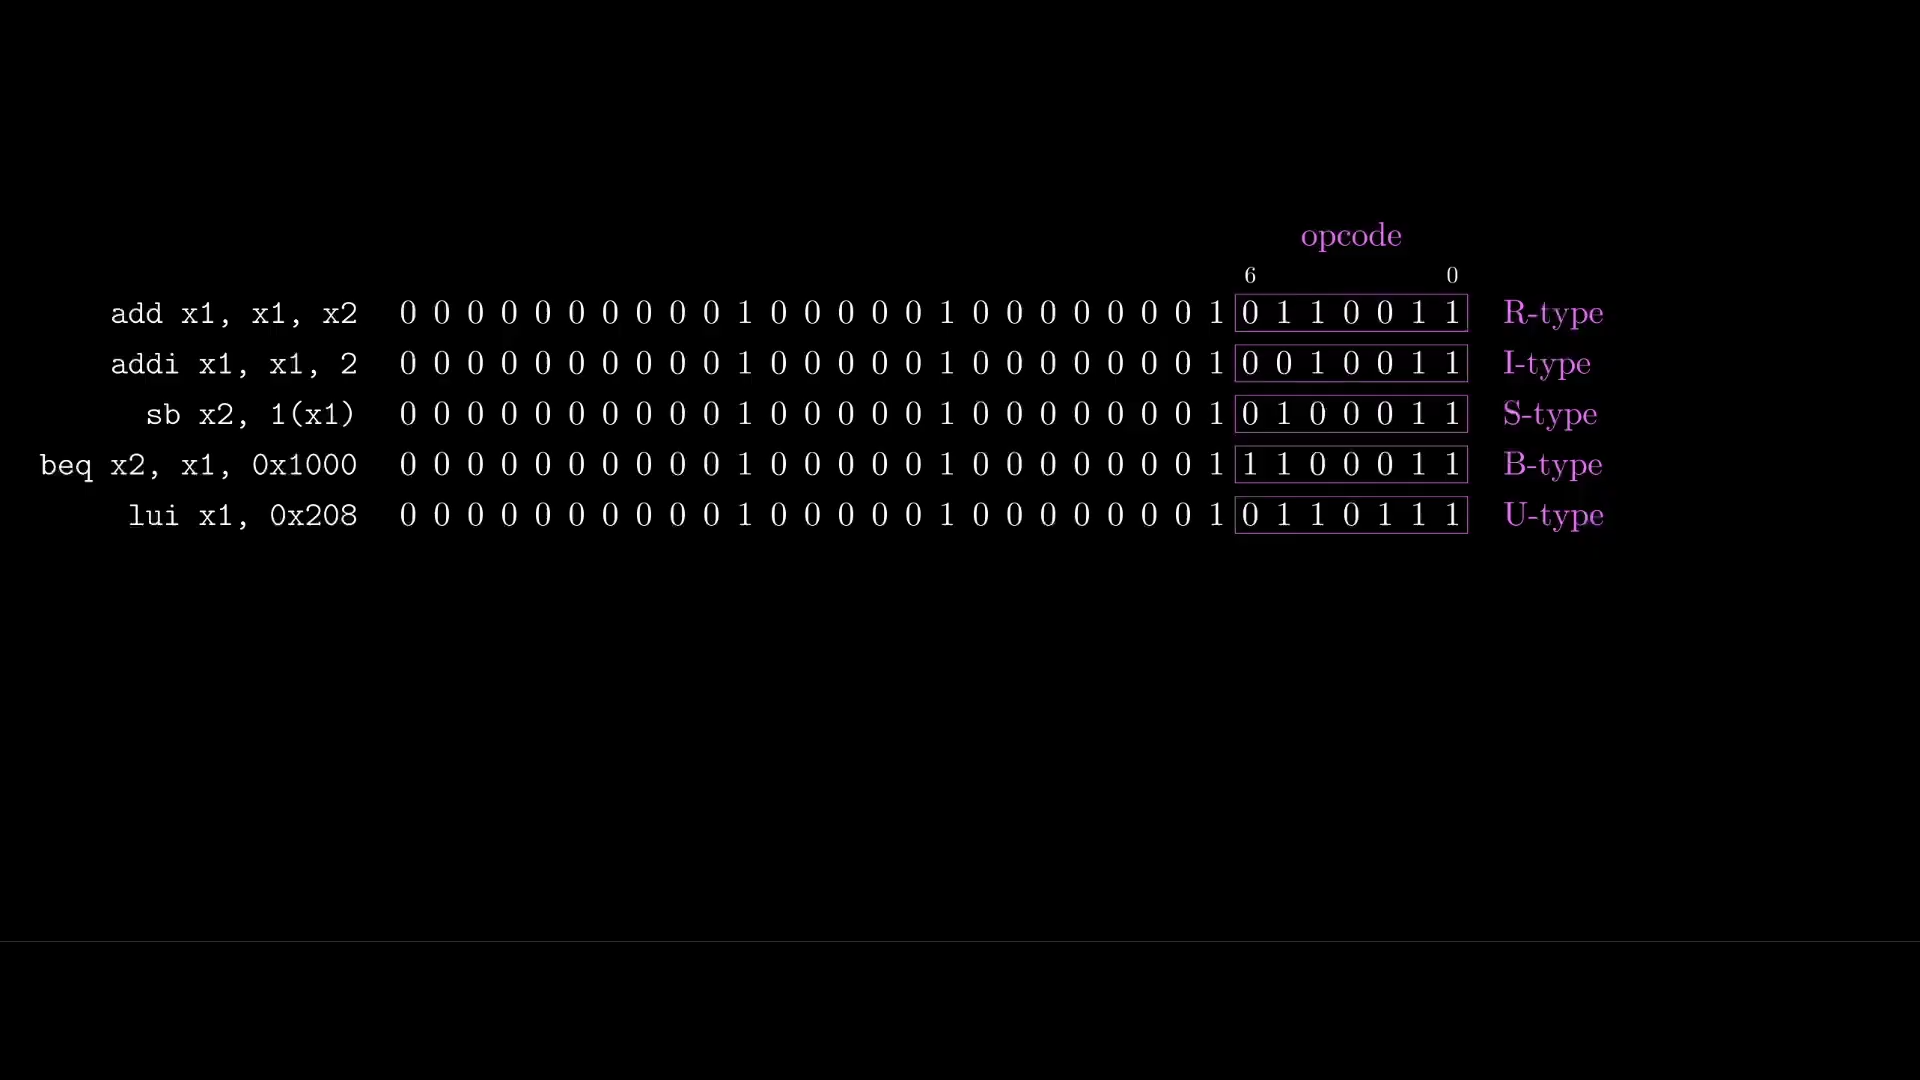 opcode
6 0
add x1, x1, x2 0 0 0 0 0 0 0 0 0 0 1 0 0 0 0 0 1 0 0 0 0 0 0 0 1 0 1 1 0 0 1 1 R-type
addi x1, x1, 2 0 0 0 0 0 0 0 0 0 0 1 0 0 0 0 0 1 0 0 0 0 0 0 0 1 0 0 1 0 0 1 1 I-type
sb x2, 1(x1) 0 0 0 0 0 0 0 0 0 0 1 0 0 0 0 0 1 0 0 0 0 0 0 0 1 0 1 0 0 0 1 1 S-type
beq x2, x1, 0x1000 0 0 0 0 0 0 0 0 0 0 1 0 0 0 0 0 1 0 0 0 0 0 0 0 1 1 1 0 0 0 1 1 B-type
lui x1, 0x208 0 0 0 0 0 0 0 0 0 0 1 0 0 0 0 0 1 0 0 0 0 0 0 0 1 0 1 1 0 1 1 1 U-type